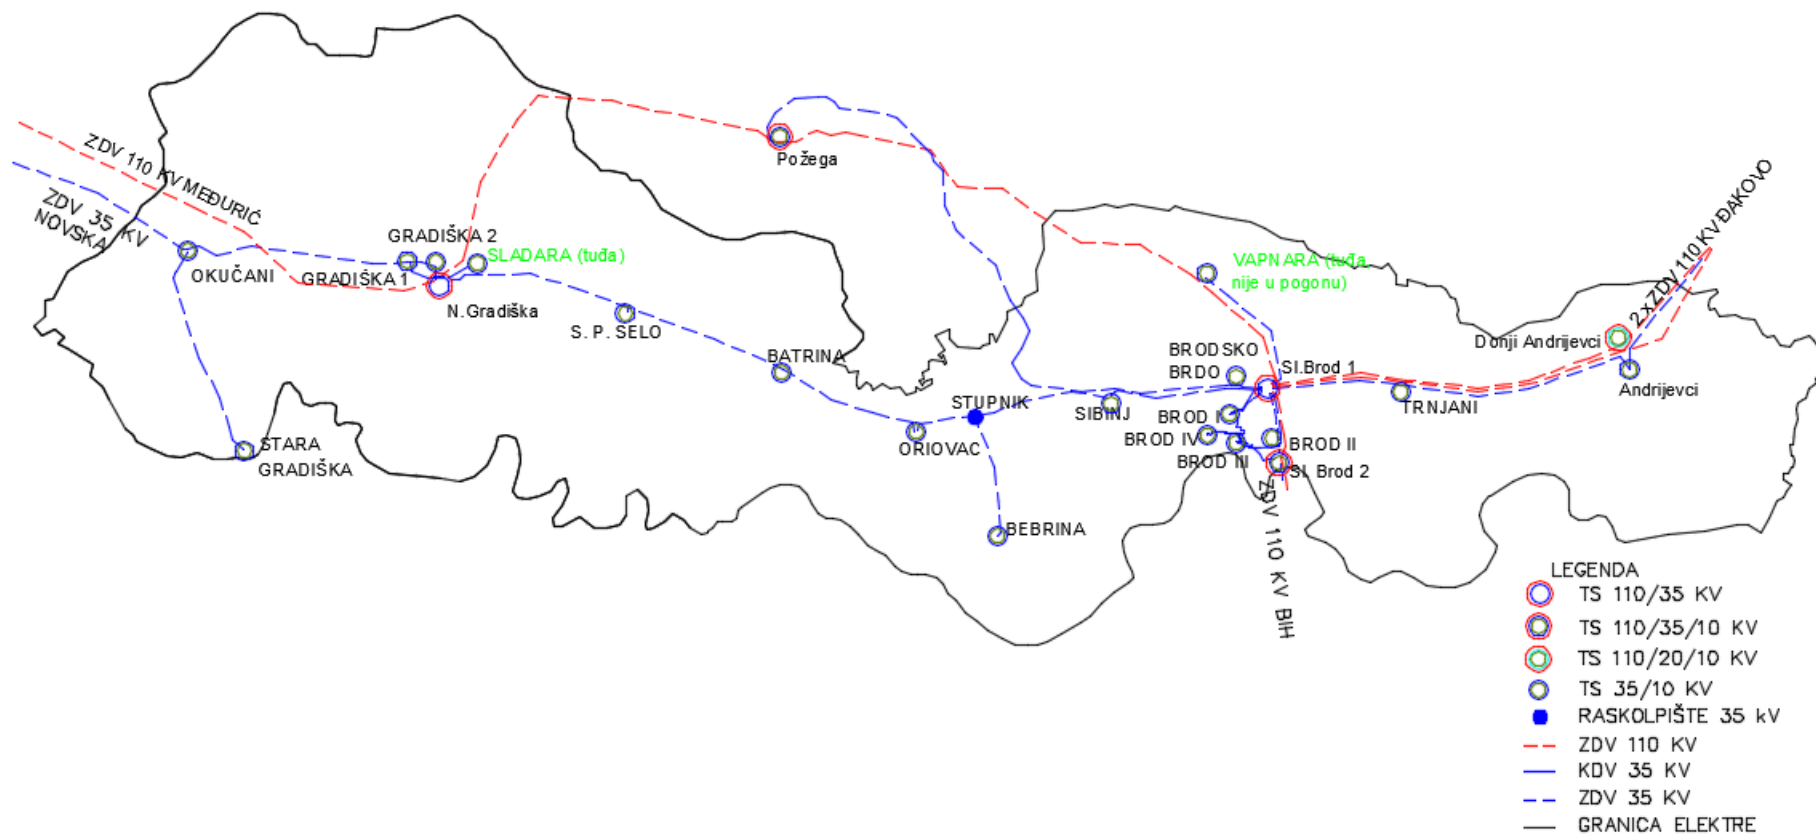 Požega
ZDV 110 KV MEĐURIĆ
ZDV 35 KV
NOVSKA
GRADIŠKA 2
SLADARA (tuđa)
OKUČANI
GRADIŠKA 1
N.Gradiška
S. P. SELO
BATRINA
STUPNIK
ORIOVAC
SIBINJ
BEBRINA
STARA
GRADIŠKA
VAPNARA (tuđa
nije u pogonu)
BRODSKO
BRDO
Sl.Brod 1
BROD I
BROD IV
BROD III
BROD II
Sl. Brod 2
ZDV 110 KV BIH
TRNJANI
Donji Andrijevci
Andrijevci
2xZDV 110 KV ĐAKOVO
LEGENDA
TS 110/35 KV
TS 110/35/10 KV
TS 110/20/10 KV
TS 35/10 KV
RASKOLPIŠTE 35 kV
ZDV 110 KV
KDV 35 KV
ZDV 35 KV
GRANICA ELEKTRE